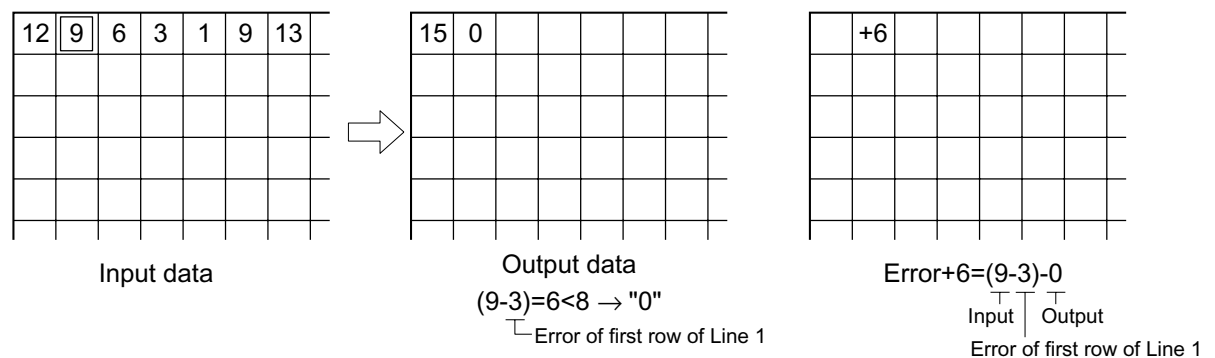 12 9 6 3 1 9 13
15 0
+6
Input data
Output data
(9-3)=6<8 → "0"
Error of first row of Line 1
Error+6=(9-3)-0
Input Output
Error of first row of Line 1